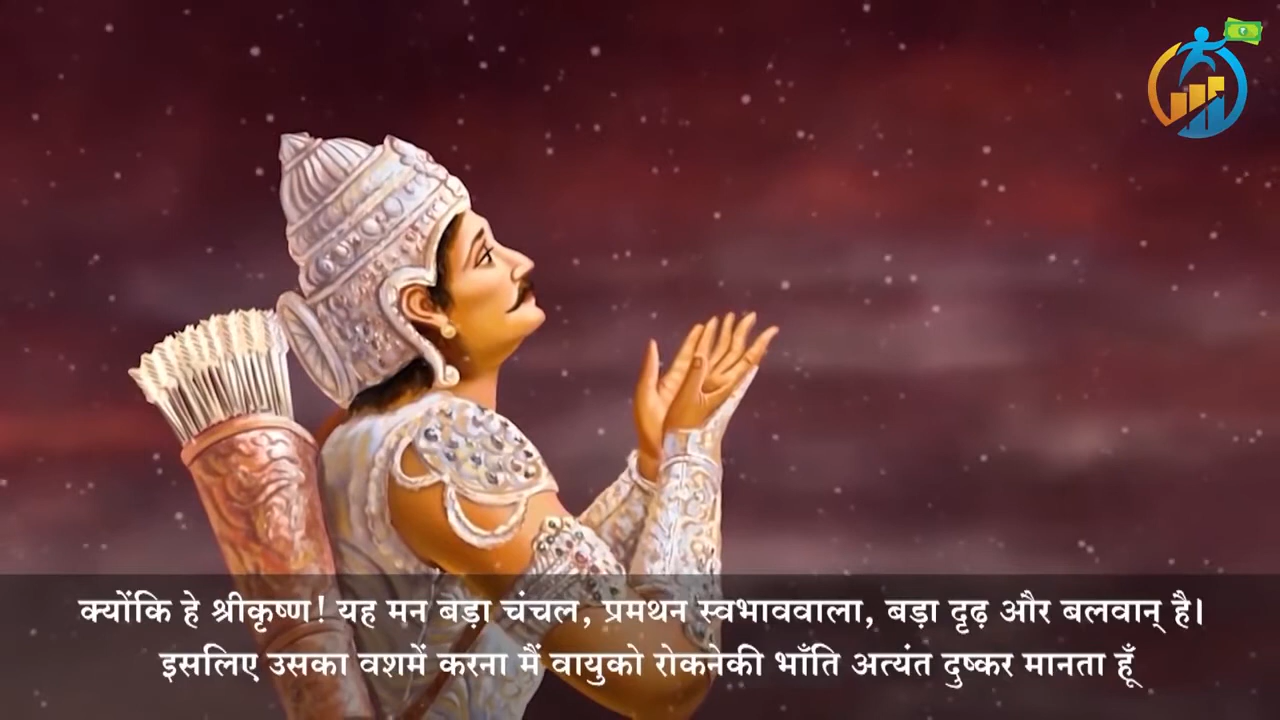 क्योंकि हे श्रीकृष्ण! यह मन बड़ा चंचल, प्रमथन स्वभाववाला, बड़ा दृढ़ और बलवान् है।
इसलिए उसका वशमें करना मैं वायुको रोकनेकी भाँति अत्यंत दुष्कर मानता हूँ